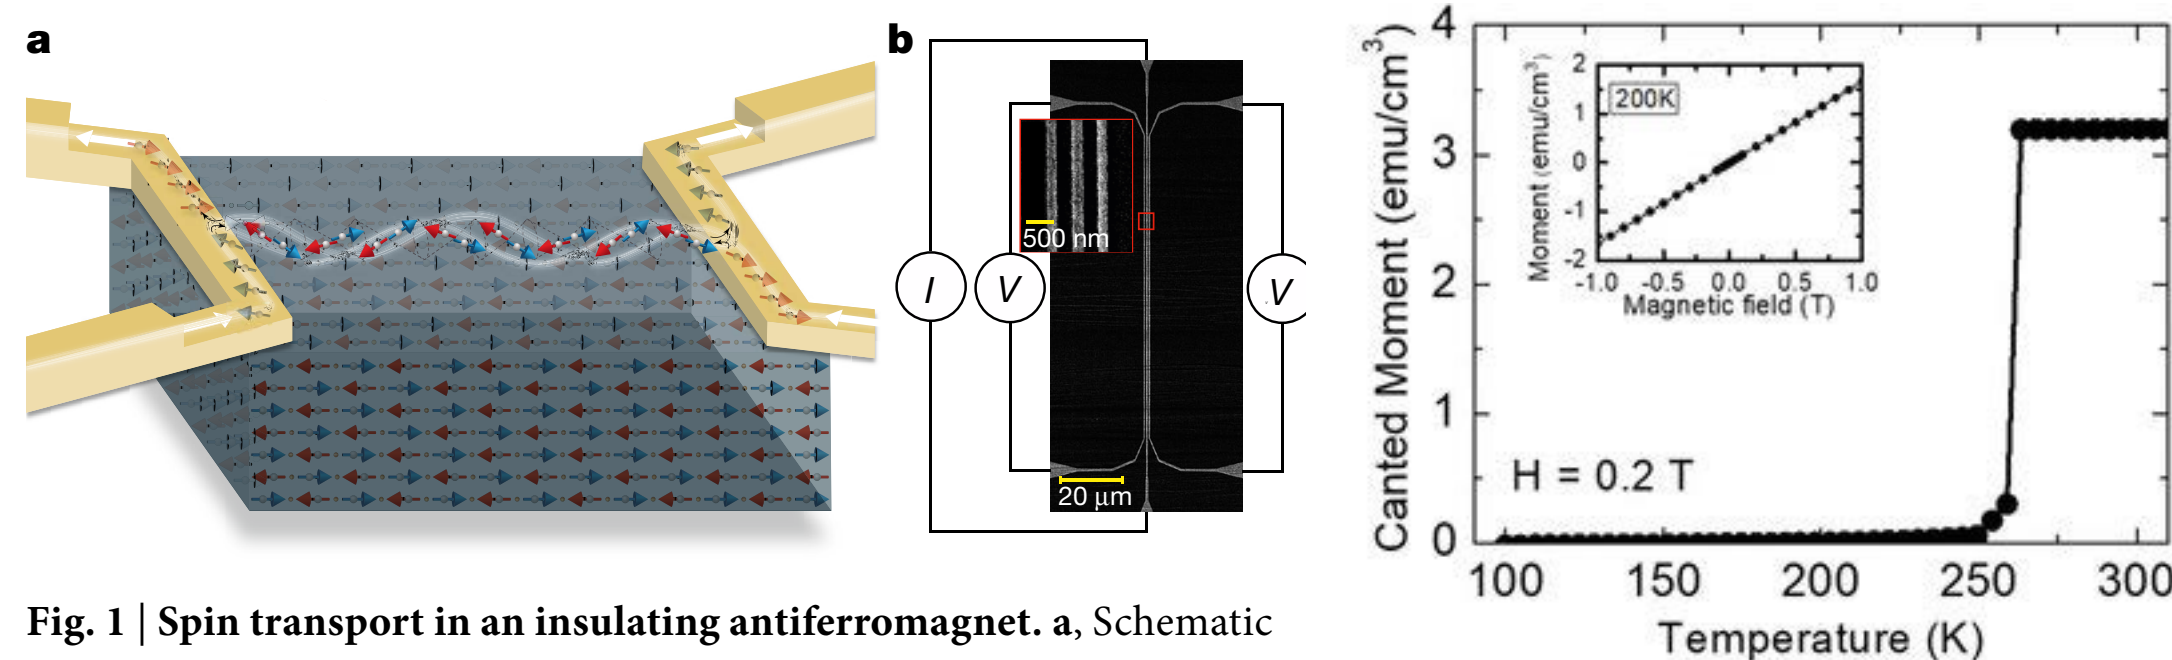 a
b
I
V
V
500 nm
20 μm
Fig. 1 | Spin transport in an insulating antiferromagnet. a, Schematic
Canted Moment (emu/cm³)
4
3
2
1
0
100 150 200 250 300
Temperature (K)
H = 0.2 T
Moment (emu/cm³)
2
1
0
-1
-2
200K
-1.0 -0.5 0.0 0.5 1.0
Magnetic field (T)